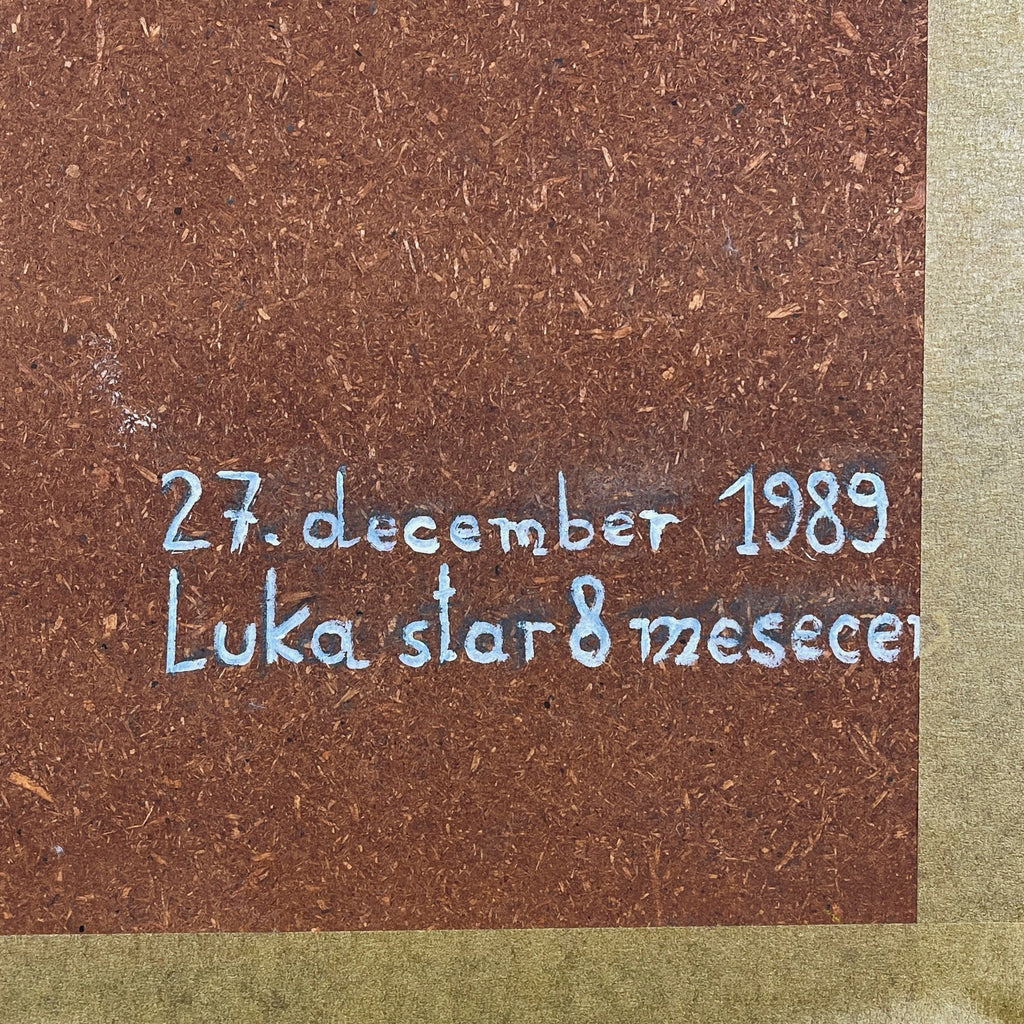 27. december 1989
Luka star 8 mesece